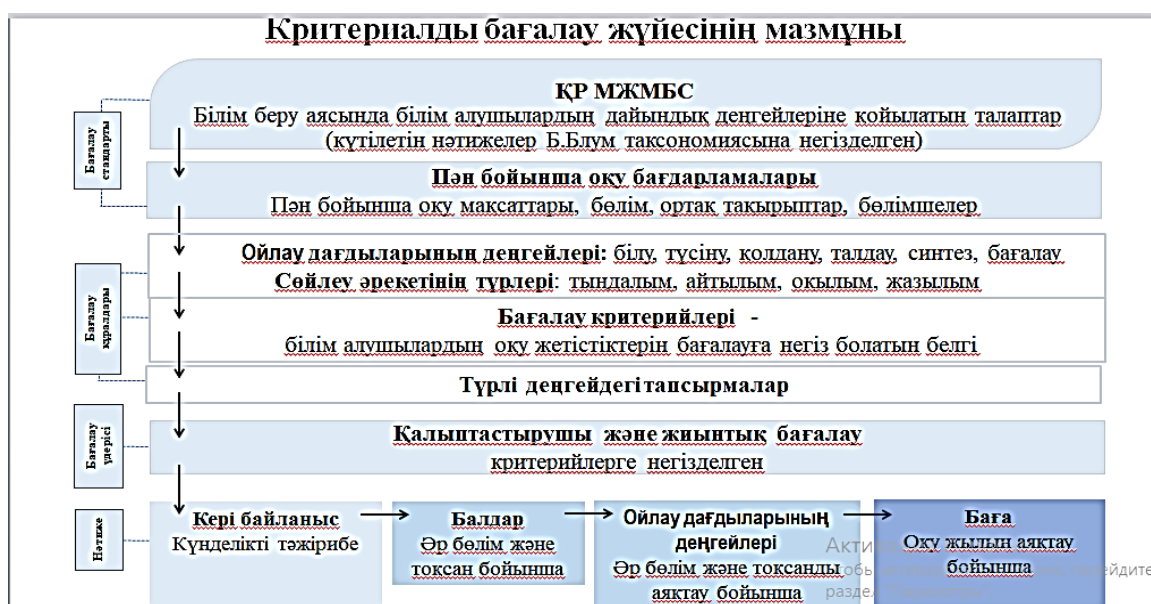 Критериалды бағалау жүйесінің мазмұны
Бағалау
стандарты
ҚР МЖМБС
Білім беру аясында білім алушылардың дайындық деңгейлеріне қойылатын талаптар
(күтілетін нәтижелер Б.Блум таксономиясына негізделген)
Пән бойынша оқу бағдарламалары
Пән бойынша оқу мақсаттары, бөлім, ортақ тақырыптар, бөлімшелер
Бағалау
құралдары
Ойлау дағдыларының деңгейлері: білу, түсіну, қолдану, талдау, синтез, бағалау
Сөйлеу әрекетінің түрлері: тыңдалым, айтылым, оқылым, жазылым
Бағалау критерийлері -
білім алушылардың оқу жетістіктерін бағалауға негіз болатын белгі
Түрлі деңгейдегі тапсырмалар
Бағалау
үдерісі
Қалыптастырушы және жиынтық бағалау
критерийлерге негізделген
Нәтиже
Кері байланыс
Күнделікті тәжірибе
Балдар
Әр бөлім және
тоқсан бойынша
Ойлау дағдыларының
деңгейлері
Әр бөлім және тоқсанды
аяқтау бойынша
Баға
Оқу жылын аяқтау
бойынша
раздел